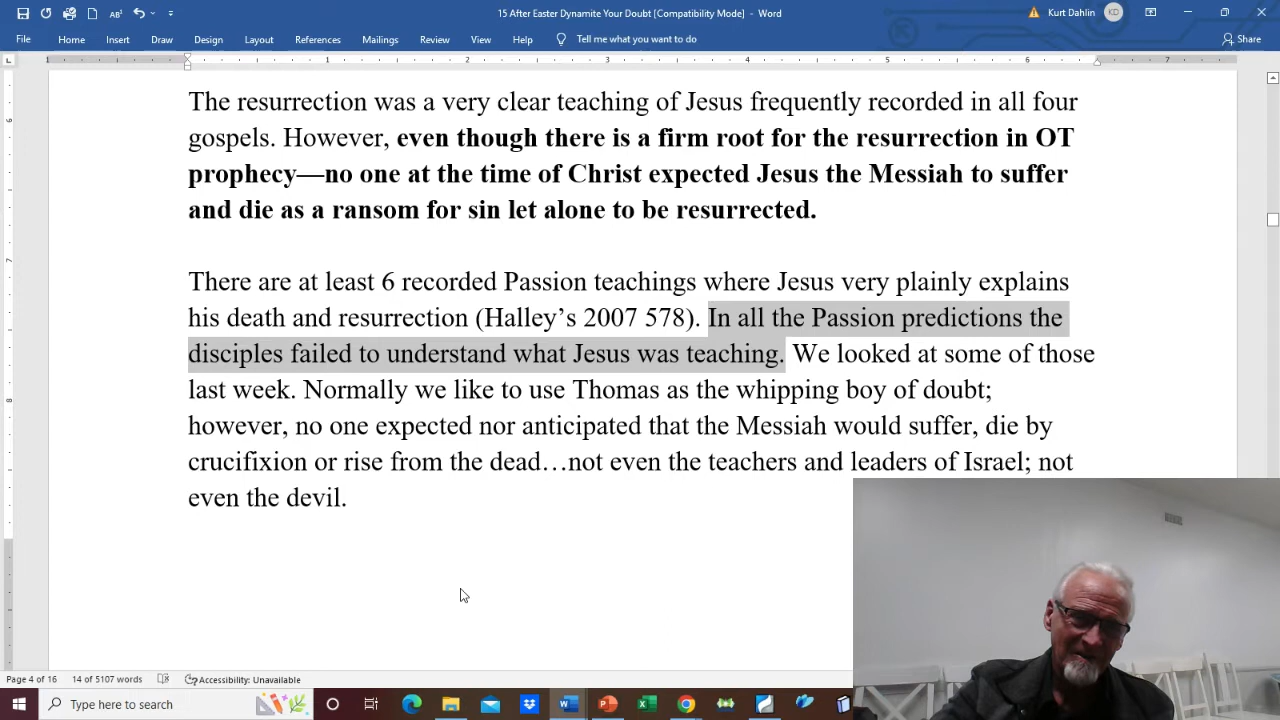 15 After Easter Dynamite Your Doubt [Compatibility Mode] - Word
Kurt Dahlin
KD
File Home Insert Draw Design Layout References Mailings Review View Help Tell me what you want to do Share
1 1 2 3 4 5 6 7
The resurrection was a very clear teaching of Jesus frequently recorded in all four
gospels. However, even though there is a firm root for the resurrection in OT
prophecy—no one at the time of Christ expected Jesus the Messiah to suffer
and die as a ransom for sin let alone to be resurrected.
There are at least 6 recorded Passion teachings where Jesus very plainly explains
his death and resurrection (Halley’s 2007 578). In all the Passion predictions the
disciples failed to understand what Jesus was teaching. We looked at some of those
last week. Normally we like to use Thomas as the whipping boy of doubt;
however, no one expected nor anticipated that the Messiah would suffer, die by
crucifixion or rise from the dead…not even the teachers and leaders of Israel; not
even the devil.
Page 4 of 16 14 of 5107 words Accessibility: Unavailable
Type here to search